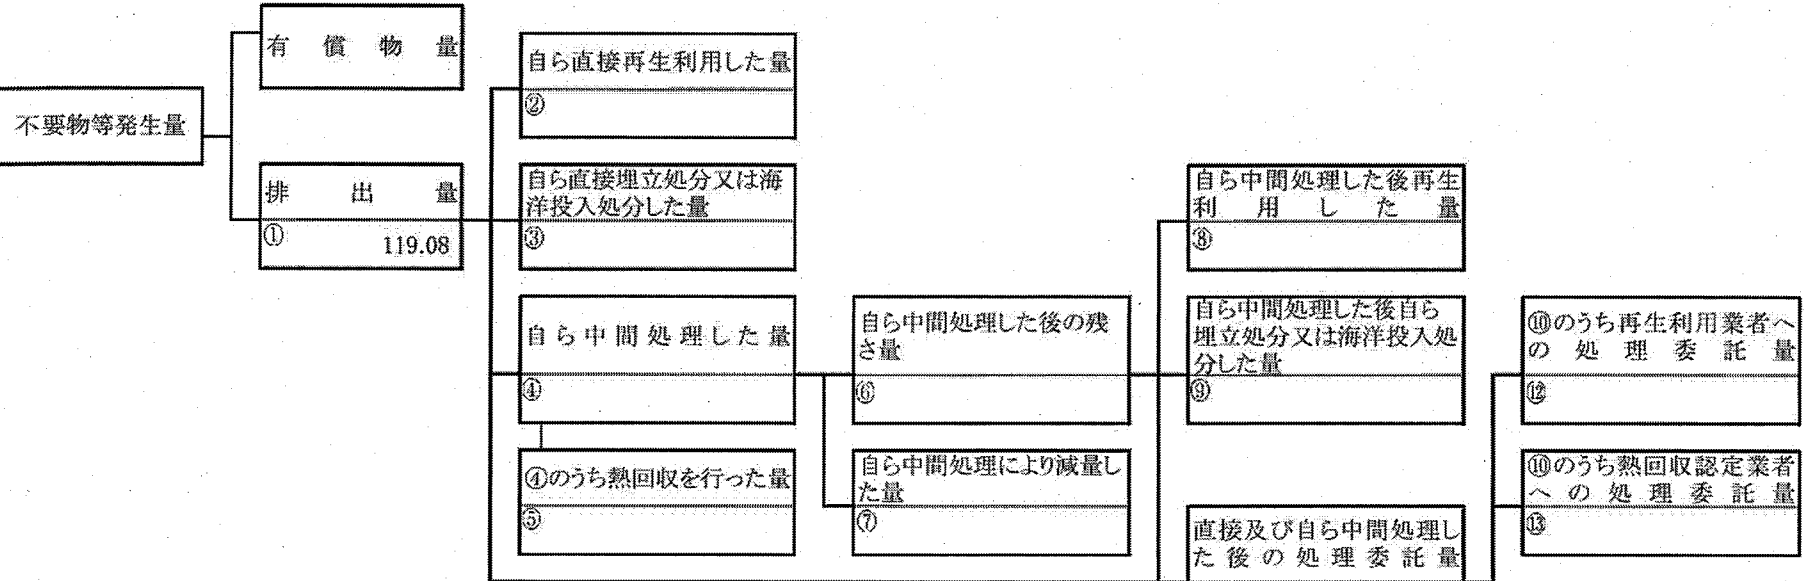 有償物量
不要物等発生量
排出量
①
119.08
自ら直接再生利用した量
②
自ら直接埋立処分又は海
洋投入処分した量
③
自ら中間処理した量
④
④のうち熱回収を行った量
⑤
自ら中間処理した後の残
さ量
⑥
自ら中間処理により減量し
た量
⑦
自ら中間処理した後再生
利用した量
⑧
自ら中間処理した後自ら
埋立処分又は海洋投入処
分した量
⑨
直接及び自ら中間処理し
た後の処理委託量
⑩のうち再生利用業者へ
の処理委託量
⑫
⑩のうち熱回収認定業者
への処理委託量
⑬